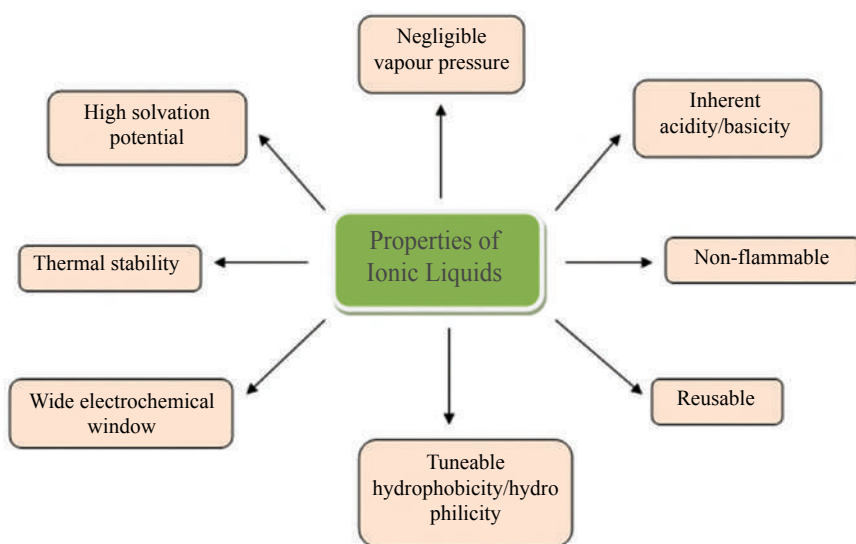 Negligible
vapour pressure
High solvation
potential
Inherent
acidity/basicity
Properties of
Ionic Liquids
Thermal stability
Non-flammable
Wide electrochemical
window
Reusable
Tuneable
hydrophobicity/hydro
philicity